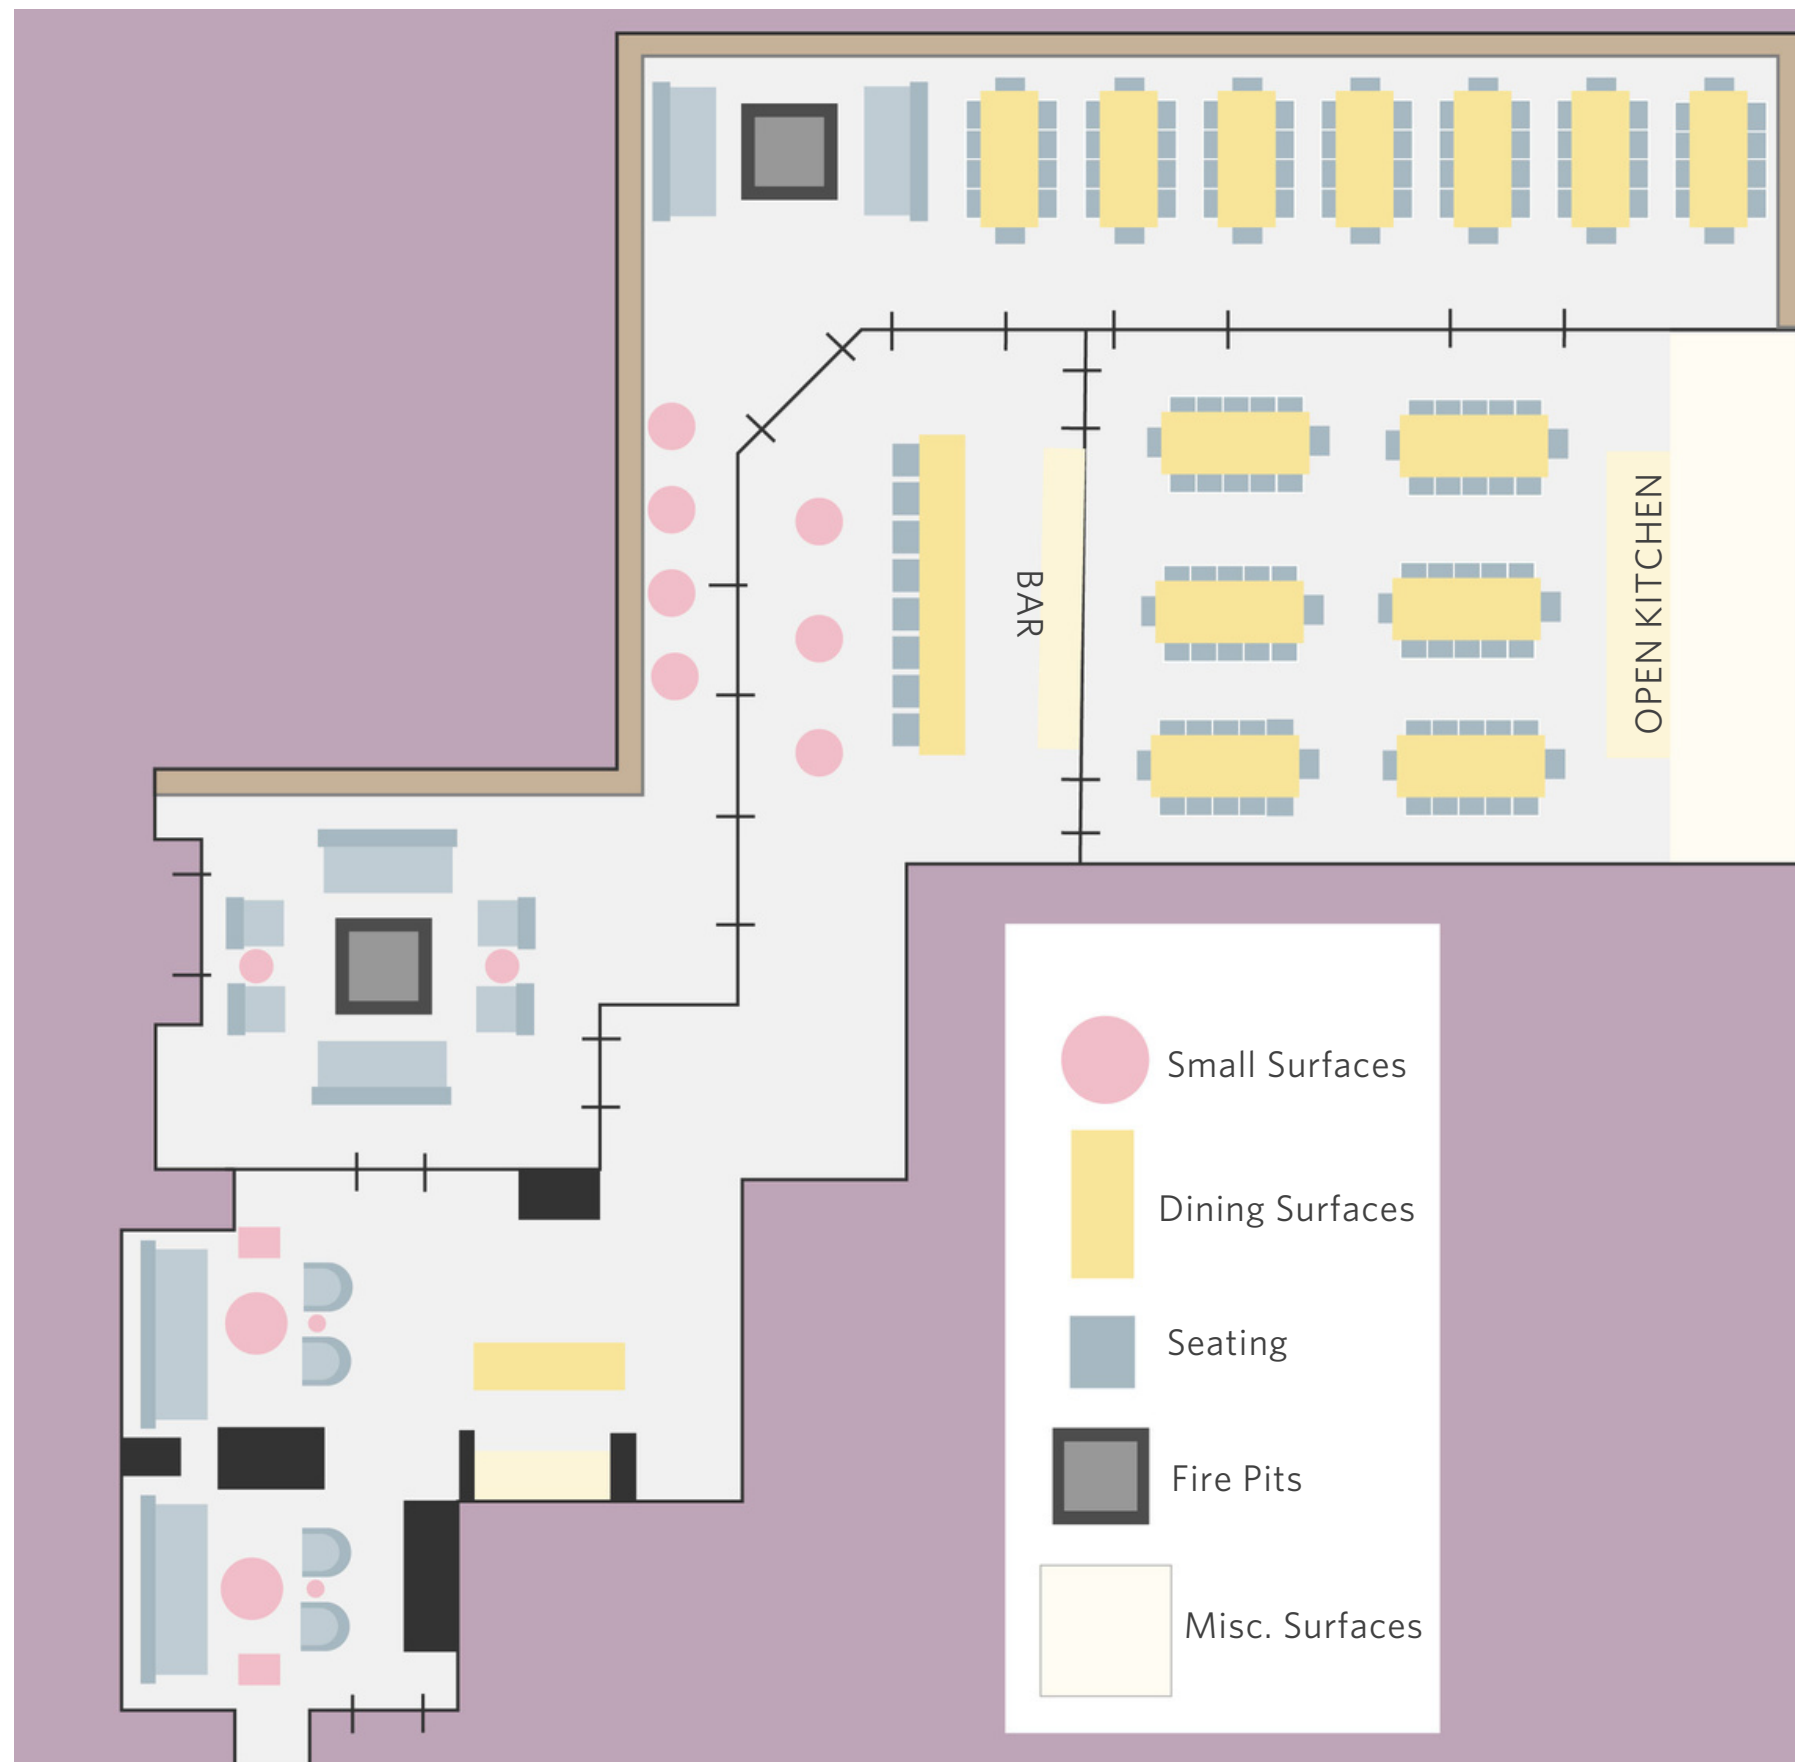 BAR
OPEN KITCHEN
Small Surfaces
Dining Surfaces
Seating
Fire Pits
Misc. Surfaces